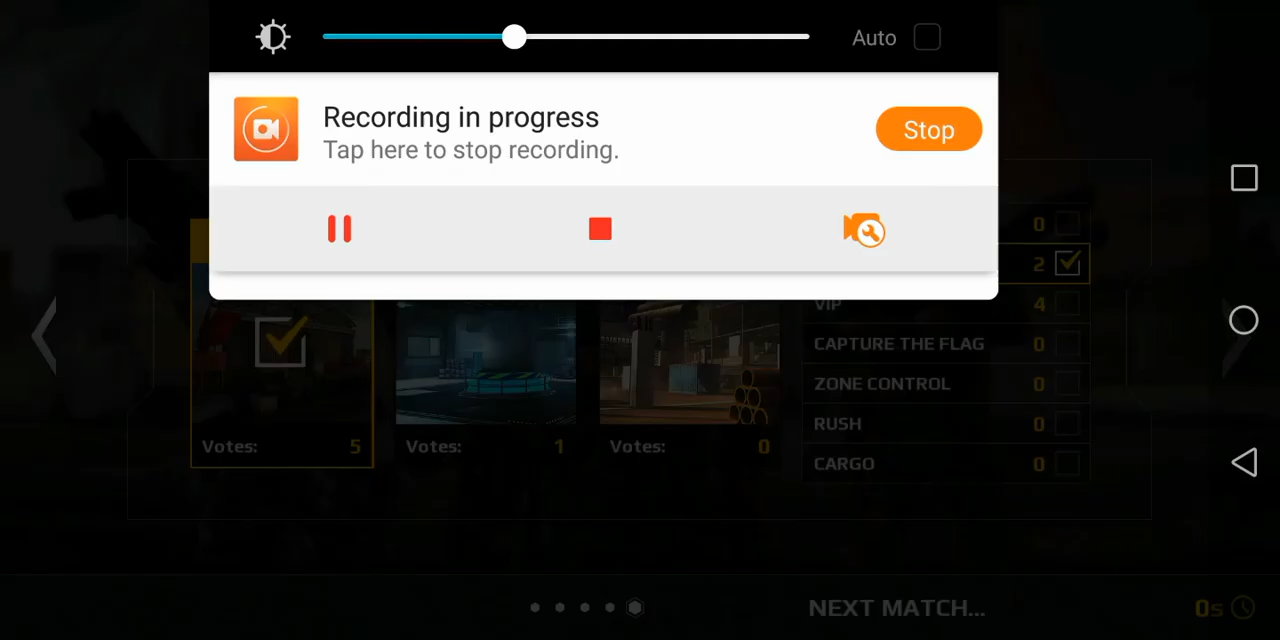 Auto
Recording in progress
Tap here to stop recording.
Stop
0
2
VIP 4
CAPTURE THE FLAG 0
ZONE CONTROL 0
RUSH 0
CARGO 0
Votes: 5
Votes: 1
Votes: 0
NEXT MATCH... 0s